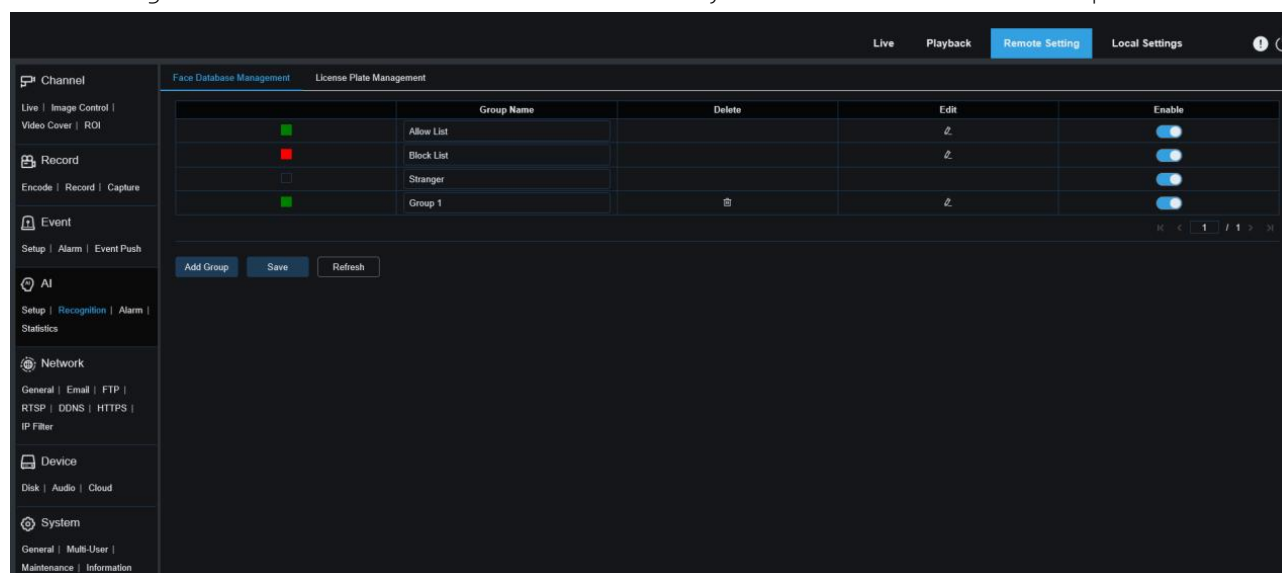 Live Playback Remote Setting Local Settings
Channel
Live | Image Control |
Video Cover | ROI
Record
Encode | Record | Capture
Event
Setup | Alarm | Event Push
AI
Setup | Recognition | Alarm |
Statistics
Network
General | Email | FTP |
RTSP | DDNS | HTTPS |
IP Filter
Device
Disk | Audio | Cloud
System
General | Multi-User |
Maintenance | Information
Face Database Management License Plate Management
Group Name Delete Edit Enable
Allow List
Block List
Stranger
Group 1
1 / 1
Add Group Save Refresh